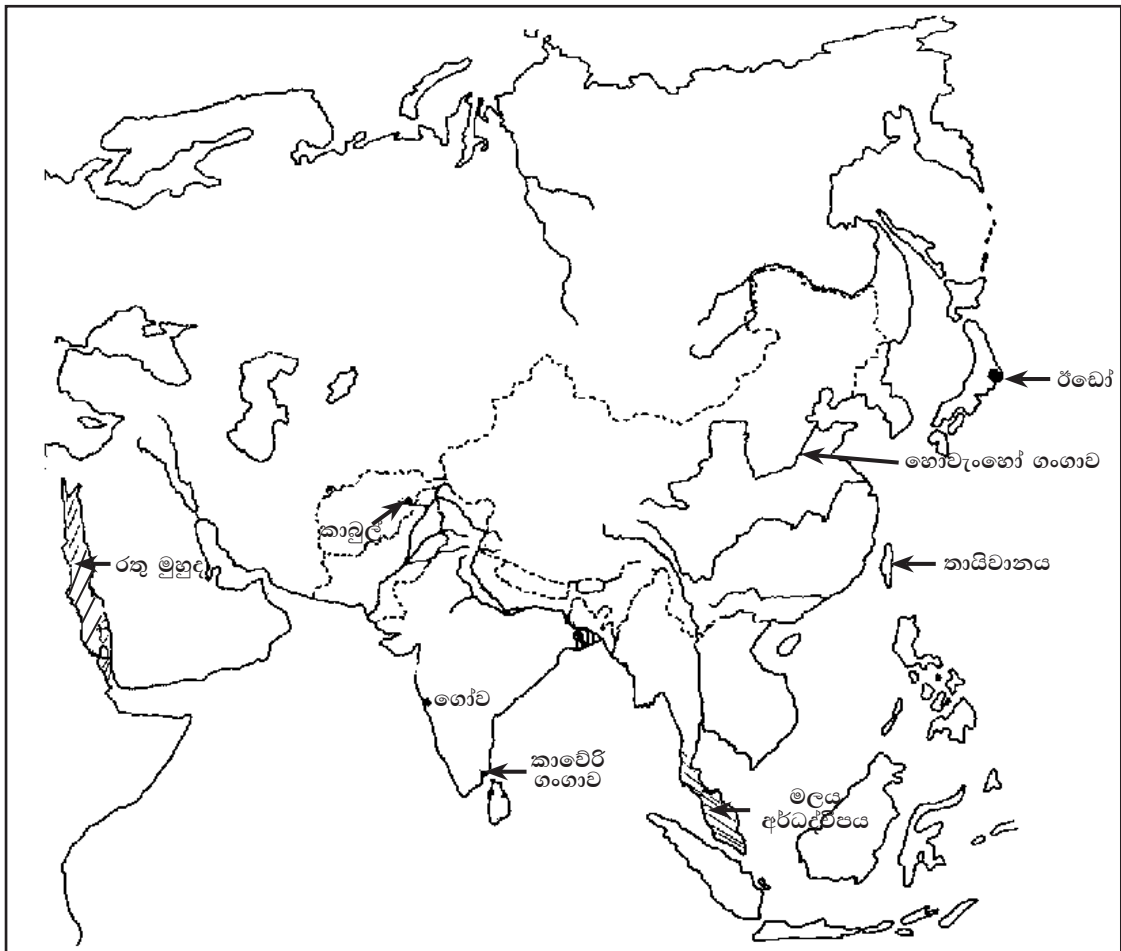 ඊඩෝ
හොවැංහෝ ගංගාව
කාබුල්
රතු මුහුද
තායිවානය
ගෝව
කාවේරි
ගංගාව
මලය
අර්ධද්වීපය